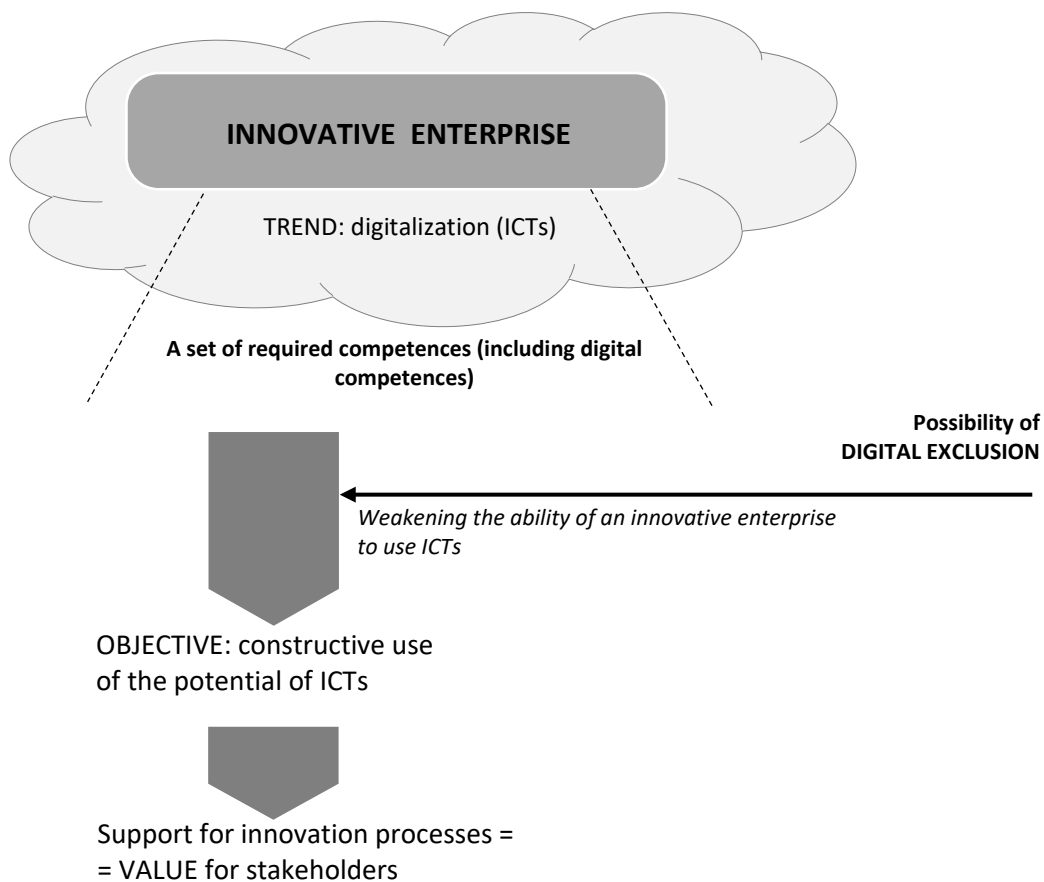 INNOVATIVE ENTERPRISE
TREND: digitalization (ICTs)
A set of required competences (including digital
competences)
Possibility of
DIGITAL EXCLUSION
Weakening the ability of an innovative enterprise
to use ICTs
OBJECTIVE: constructive use
of the potential of ICTs
Support for innovation processes =
= VALUE for stakeholders